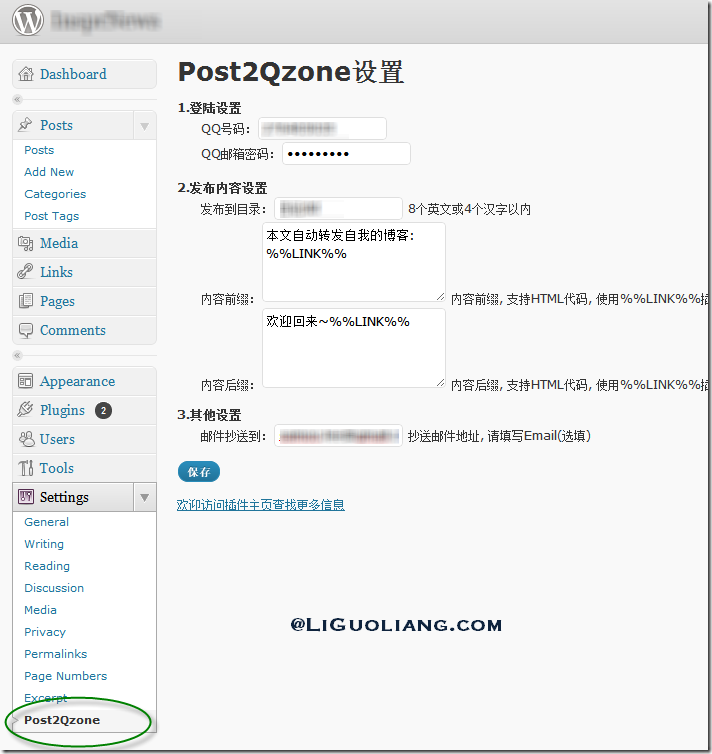 Dashboard
Posts
Posts
Add New
Categories
Post Tags
Media
Links
Pages
Comments
Appearance
Plugins 2
Users
Tools
Settings
General
Writing
Reading
Discussion
Media
Privacy
Permalinks
Page Numbers
Excerpt
Post2Qzone
Post2Qzone设置
1.登陆设置
QQ号码：
QQ邮箱密码： •••••••••
2.发布内容设置
发布到目录： 8个英文或4个汉字以内
本文自动转发自我的博客：
%%LINK%%
内容前缀： 内容前缀, 支持HTML代码, 使用%%LINK%%插
欢迎回来~%%LINK%%
内容后缀： 内容后缀, 支持HTML代码, 使用%%LINK%%插
3.其他设置
邮件抄送到： 抄送邮件地址, 请填写Email(选填)
保存
欢迎访问插件主页查找更多信息
@LiGuoliang.com